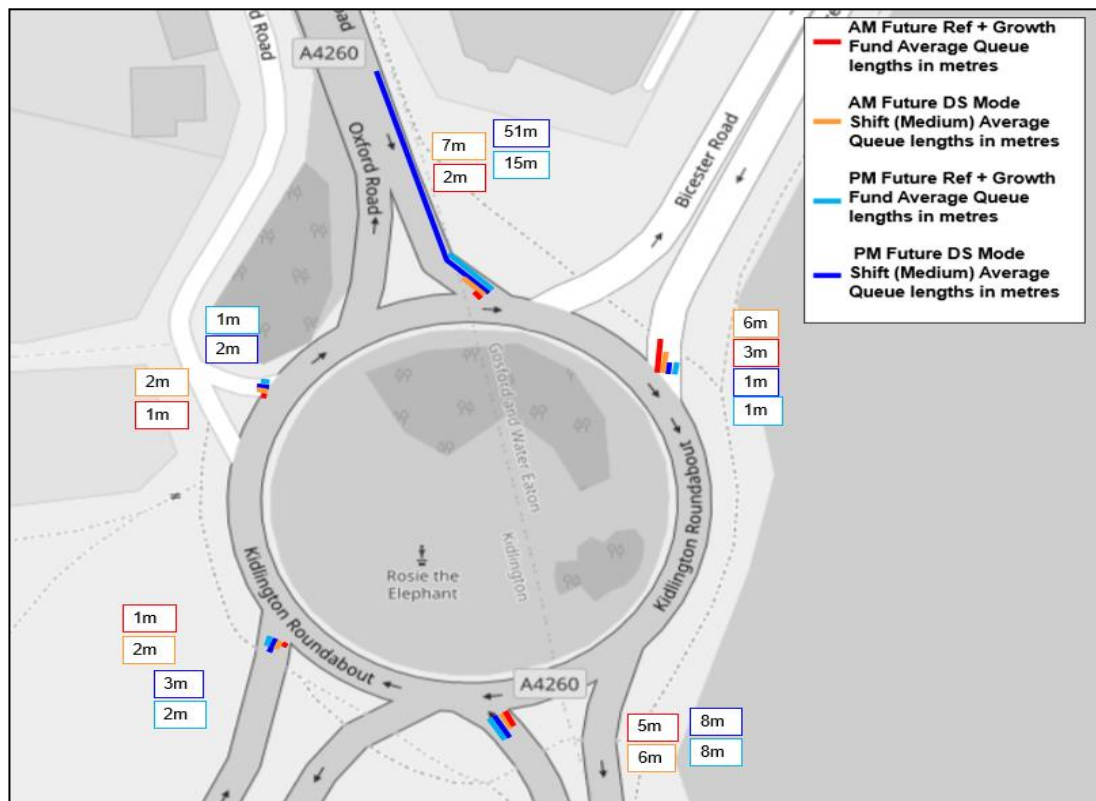 d Road
Road
A4260
Oxford Road
Bicester Road
AM Future Ref + Growth
Fund Average Queue
lengths in metres
AM Future DS Mode
Shift (Medium) Average
Queue lengths in metres
PM Future Ref + Growth
Fund Average Queue
lengths in metres
PM Future DS Mode
Shift (Medium) Average
Queue lengths in metres
7m
51m
2m
15m
1m
2m
2m
1m
6m
3m
1m
1m
Gosford and Water Eaton
Kidlington
Kidlington Roundabout
Rosie the
Elephant
Kidlington Roundabout
1m
2m
3m
2m
A4260
5m
8m
6m
8m